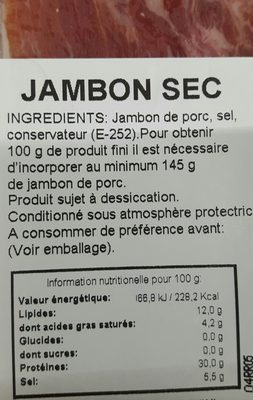 JAMBON SEC
INGREDIENTS: Jambon de porc, sel,
conservateur (E-252).Pour obtenir
100 g de produit fini il est nécessaire
d'incorporer au minimum 145 g
de jambon de porc.
Produit sujet à dessiccation.
Conditionné sous atmosphère protectric
A consommer de préférence avant:
(Voir emballage).
Information nutritionelle pour 100 g:
Valeur énergétique: 166,8 kJ / 228,2 Kcal
Lipides: 12,0 g
dont acides gras saturés: 4,2 g
Glucides: 0,0 g
dont sucres: 0,0 g
Protéines: 30,0 g
Sel: 5,5 g